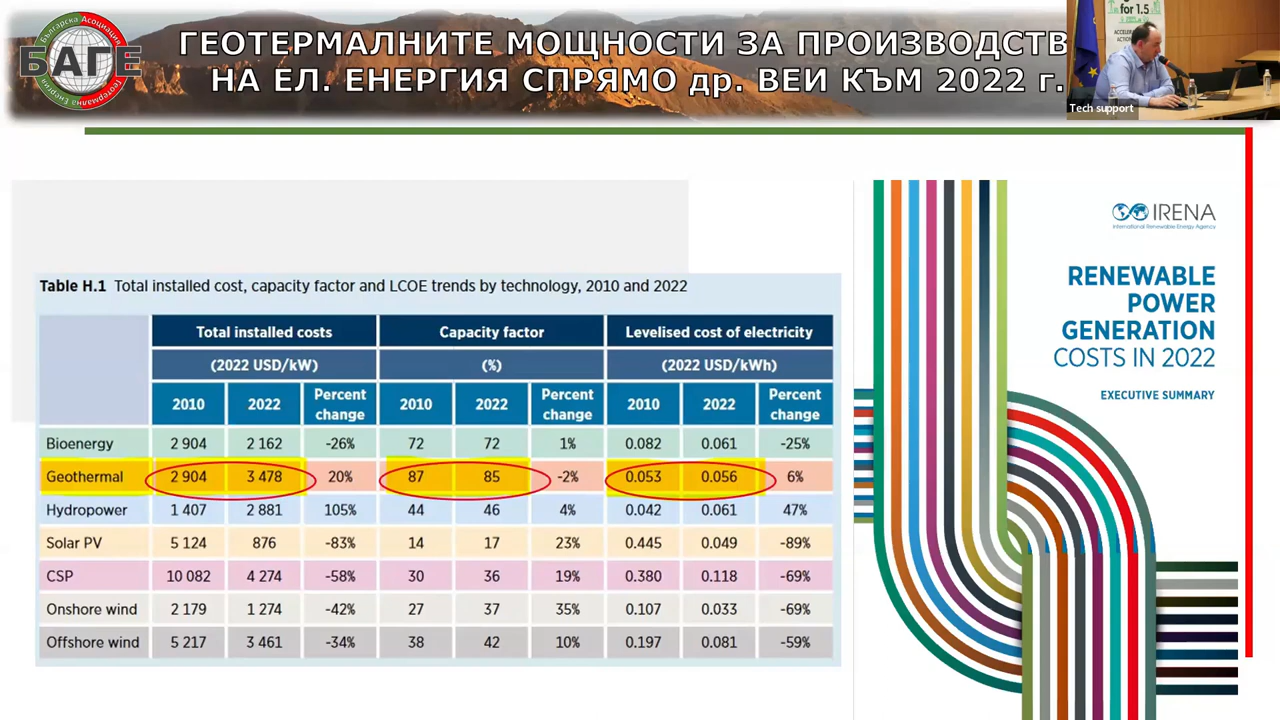 Българска Асоциация
БАГЕ
Геотермална Енергия
ГЕОТЕРМАЛНИТЕ МОЩНОСТИ ЗА ПРОИЗВОДСТВ
НА ЕЛ. ЕНЕРГИЯ СПРЯМО др. ВЕИ КЪМ 2022 г.
for 1.5
Tech support
Table H.1 Total installed cost, capacity factor and LCOE trends by technology, 2010 and 2022
Total installed costs Capacity factor Levelised cost of electricity
(2022 USD/kW) (%) (2022 USD/kWh)
2010 2022 Percent change 2010 2022 Percent change 2010 2022 Percent change
Bioenergy 2 904 2 162 -26% 72 72 1% 0.082 0.061 -25%
Geothermal 2 904 3 478 20% 87 85 -2% 0.053 0.056 6%
Hydropower 1 407 2 881 105% 44 46 4% 0.042 0.061 47%
Solar PV 5 124 876 -83% 14 17 23% 0.445 0.049 -89%
CSP 10 082 4 274 -58% 30 36 19% 0.380 0.118 -69%
Onshore wind 2 179 1 274 -42% 27 37 35% 0.107 0.033 -69%
Offshore wind 5 217 3 461 -34% 38 42 10% 0.197 0.081 -59%
IRENA
International Renewable Energy Agency
RENEWABLE
POWER
GENERATION
COSTS IN 2022
EXECUTIVE SUMMARY